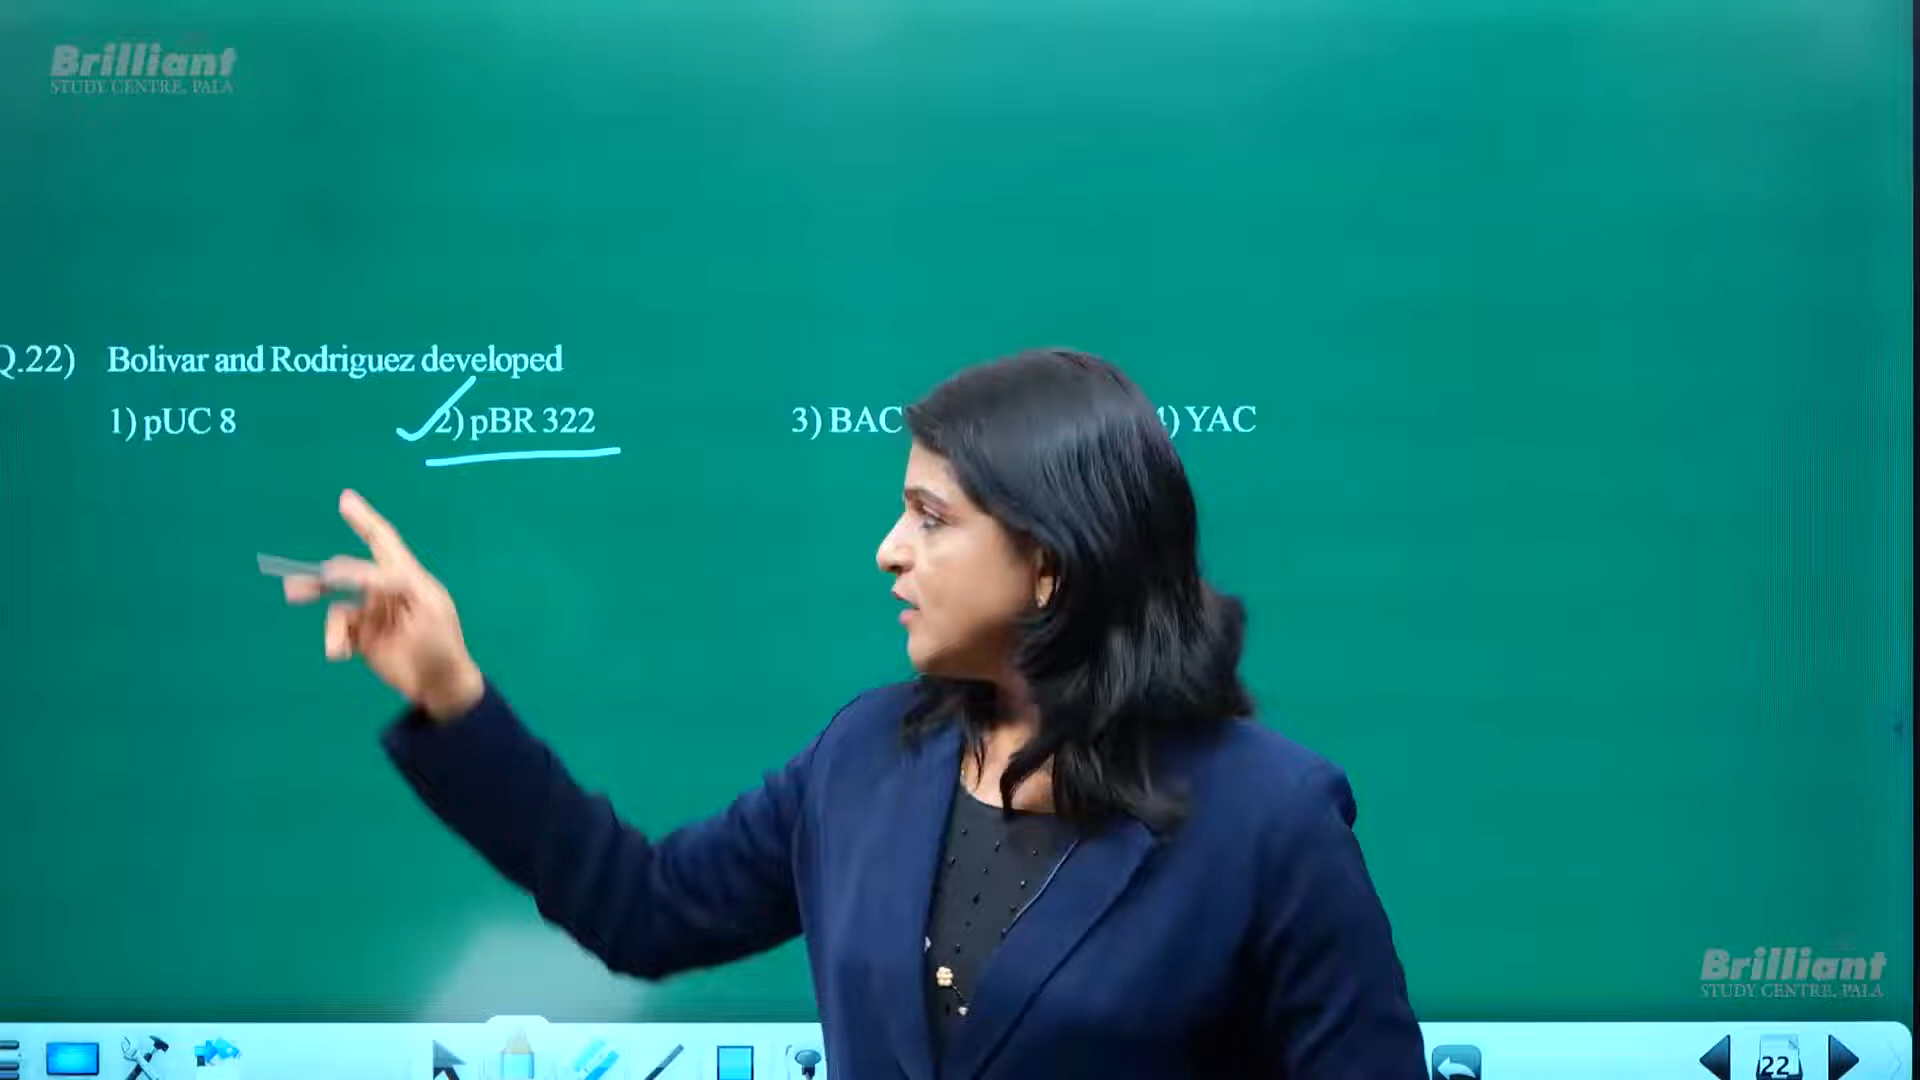 Brilliant
STUDY CENTRE, PALA
Q.22) Bolivar and Rodriguez developed
1) pUC 8 2) pBR 322 3) BAC 4) YAC
Brilliant
STUDY CENTRE, PALA
22